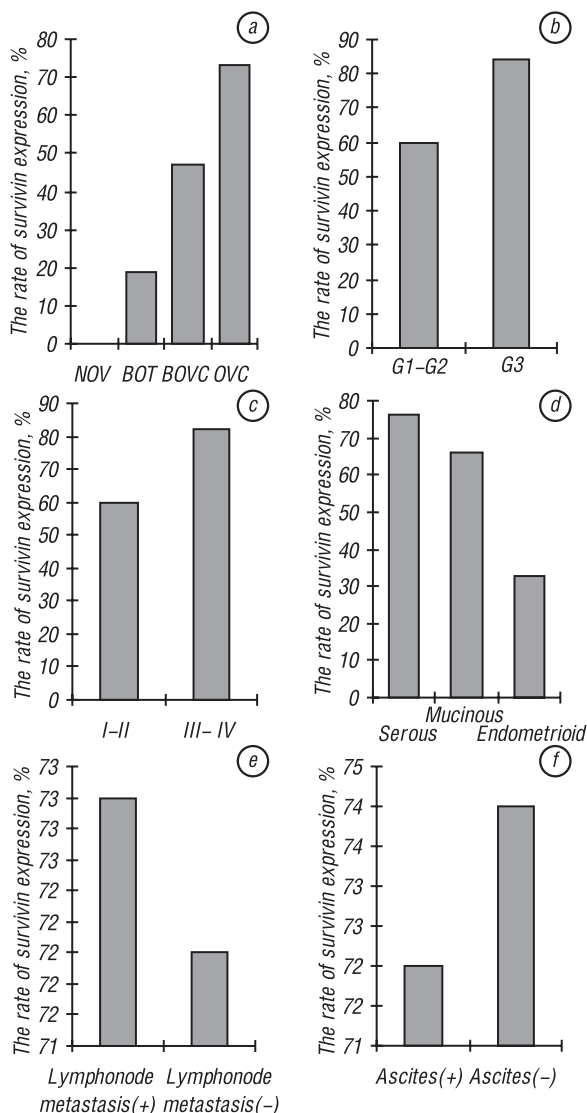 a
The rate of survivin expression, %
80
70
60
50
40
30
20
10
0
NOV BOT BOVC OVC
b
The rate of survivin expression, %
90
80
70
60
50
40
30
20
10
0
G1–G2 G3
c
The rate of survivin expression, %
90
80
70
60
50
40
30
20
10
0
I–II III– IV
d
The rate of survivin expression, %
80
70
60
50
40
30
20
10
0
Serous Mucinous Endometrioid
e
The rate of survivin expression, %
73
73
73
73
72
72
72
72
72
71
Lymphonode Lymphonode
metastasis(+) metastasis(–)
f
The rate of survivin expression, %
75
74
74
73
73
72
72
71
Ascites(+) Ascites(–)